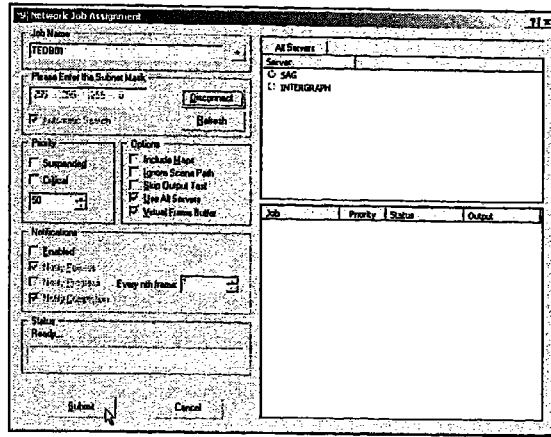 Network Job Assignment
Job Name
TEDB01
Please Enter the Subnet Mask
255 255 255 0
Disconnect
Automatic Search
Refresh
Priority
Suspended
Critical
50
Options
Include Maps
Ignore Scene Path
Skip Output Test
Use All Servers
Virtual Frame Buffer
Notifications
Enabled
Notify Failures
Notify Progress
Every nth frame: 1
Notify Completion
Status
Ready...
Submit
Cancel
All Servers
Server
SAG
INTERGRAPH
Job Priority Status Output